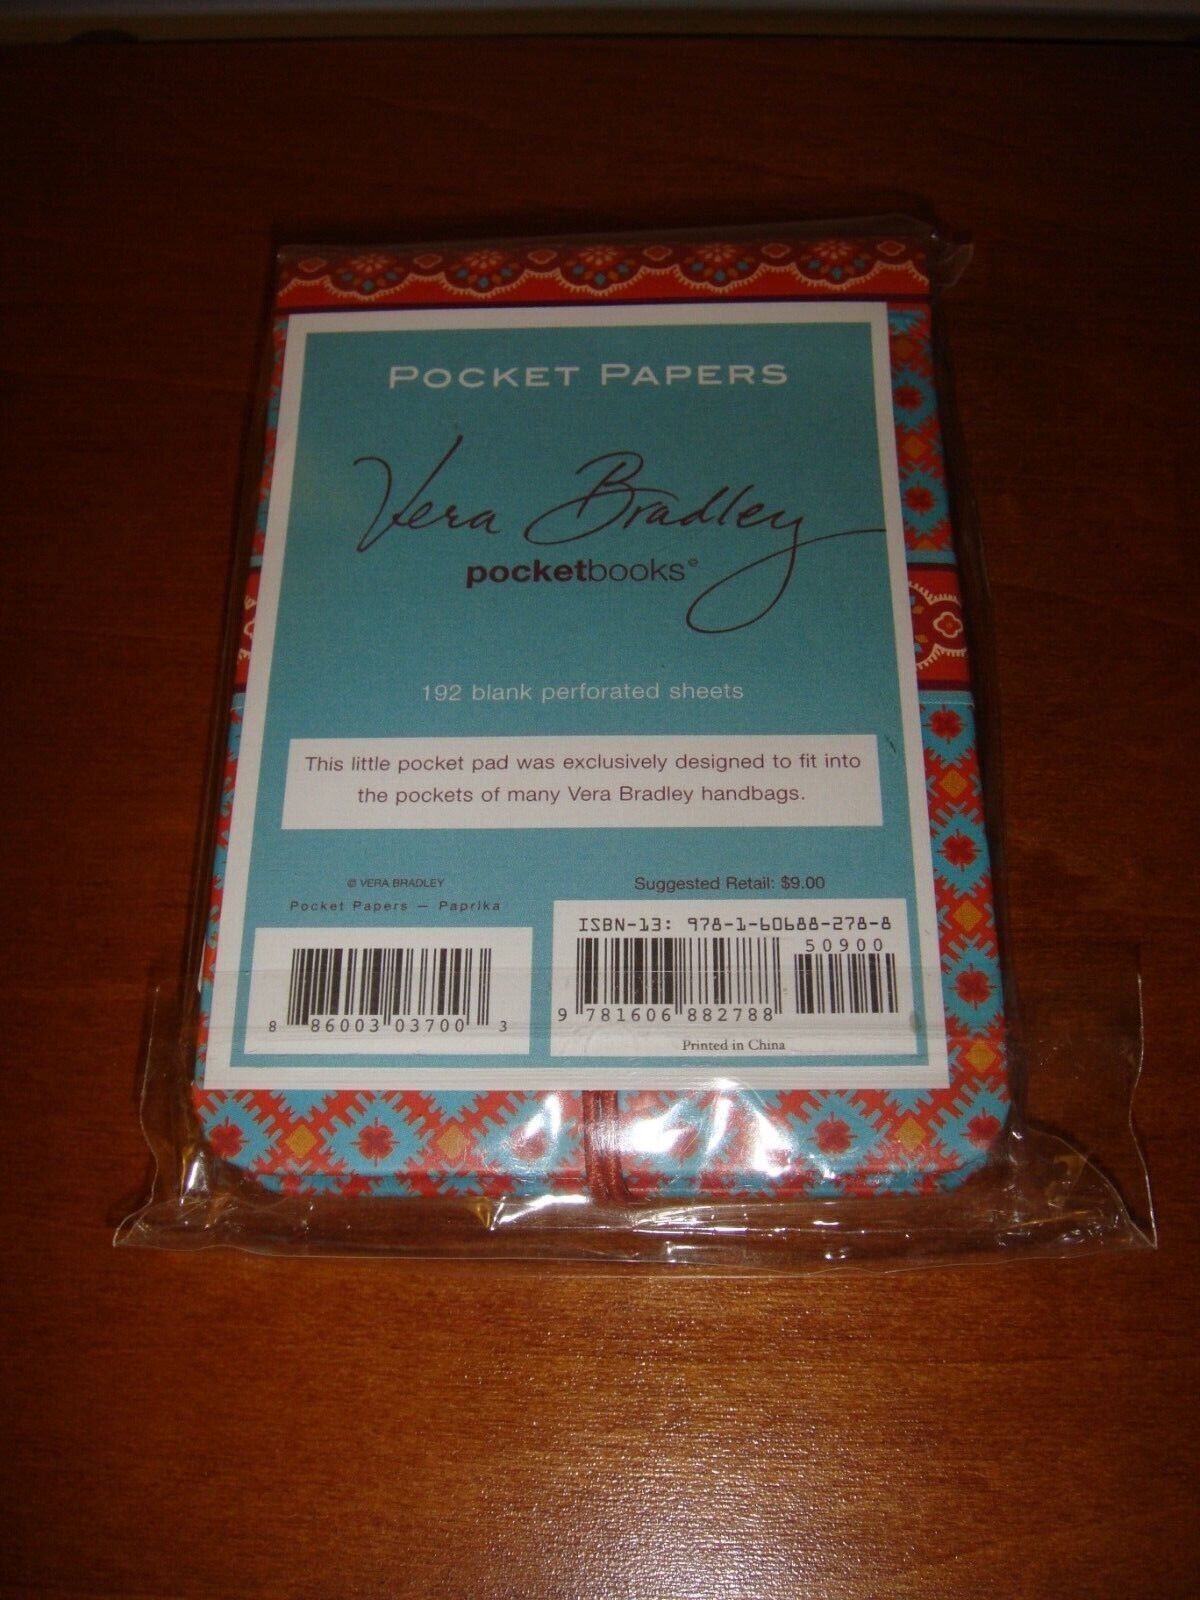 POCKET PAPERS
Vera Bradley
pocketbooks®
192 blank perforated sheets
This little pocket pad was exclusively designed to fit into
the pockets of many Vera Bradley handbags.
© VERA BRADLEY
Pocket Papers — Paprika
8 86003 03700 3
Suggested Retail: $9.00
ISBN-13: 978-1-60688-278-8
50900
9 781606 882788
Printed in China